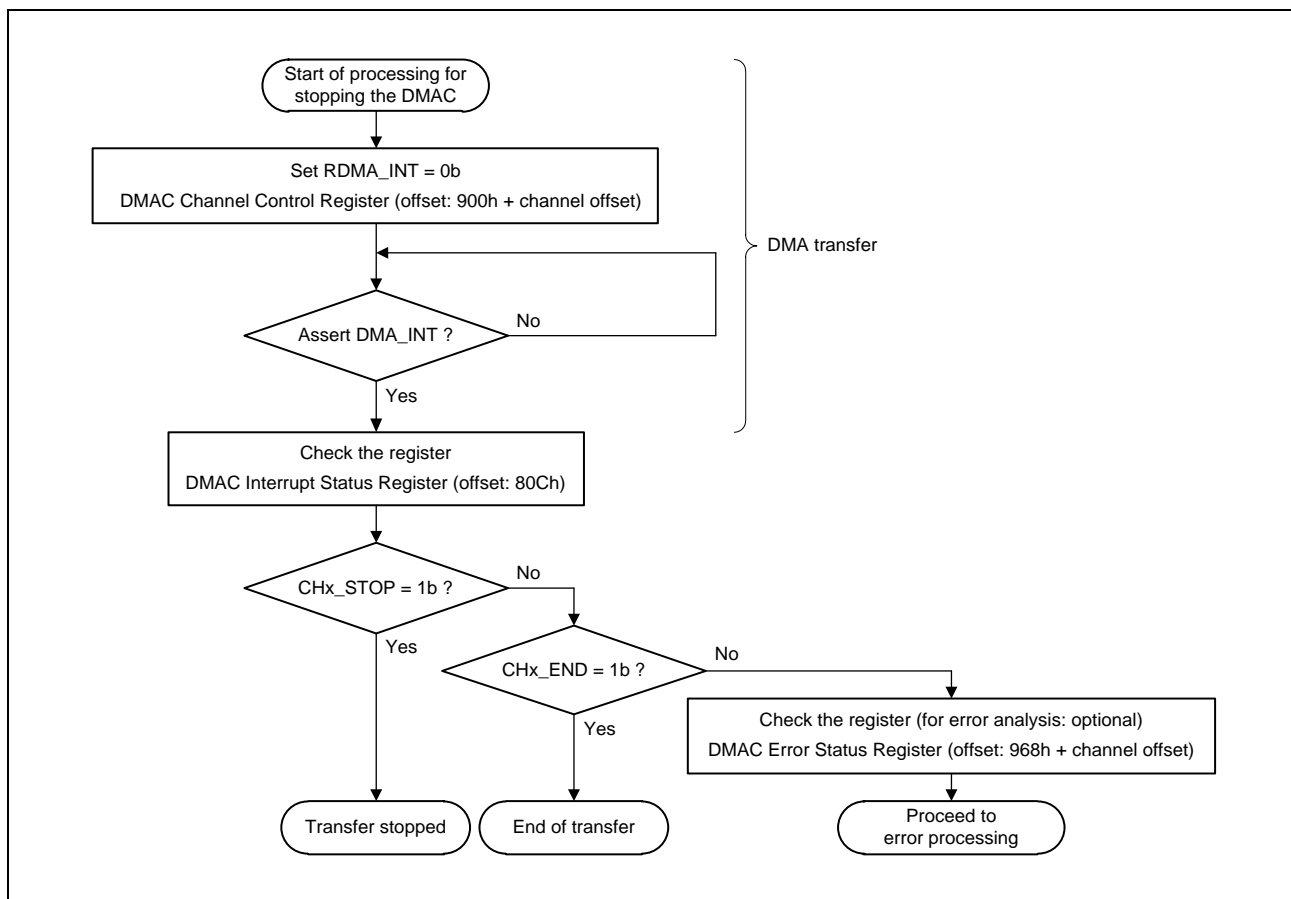 Start of processing for
stopping the DMAC
Set RDMA_INT = 0b
DMAC Channel Control Register (offset: 900h + channel offset)
DMA transfer
Assert DMA_INT ?
No
Yes
Check the register
DMAC Interrupt Status Register (offset: 80Ch)
CHx_STOP = 1b ?
No
Yes
CHx_END = 1b ?
No
Yes
Check the register (for error analysis: optional)
DMAC Error Status Register (offset: 968h + channel offset)
Transfer stopped
End of transfer
Proceed to
error processing